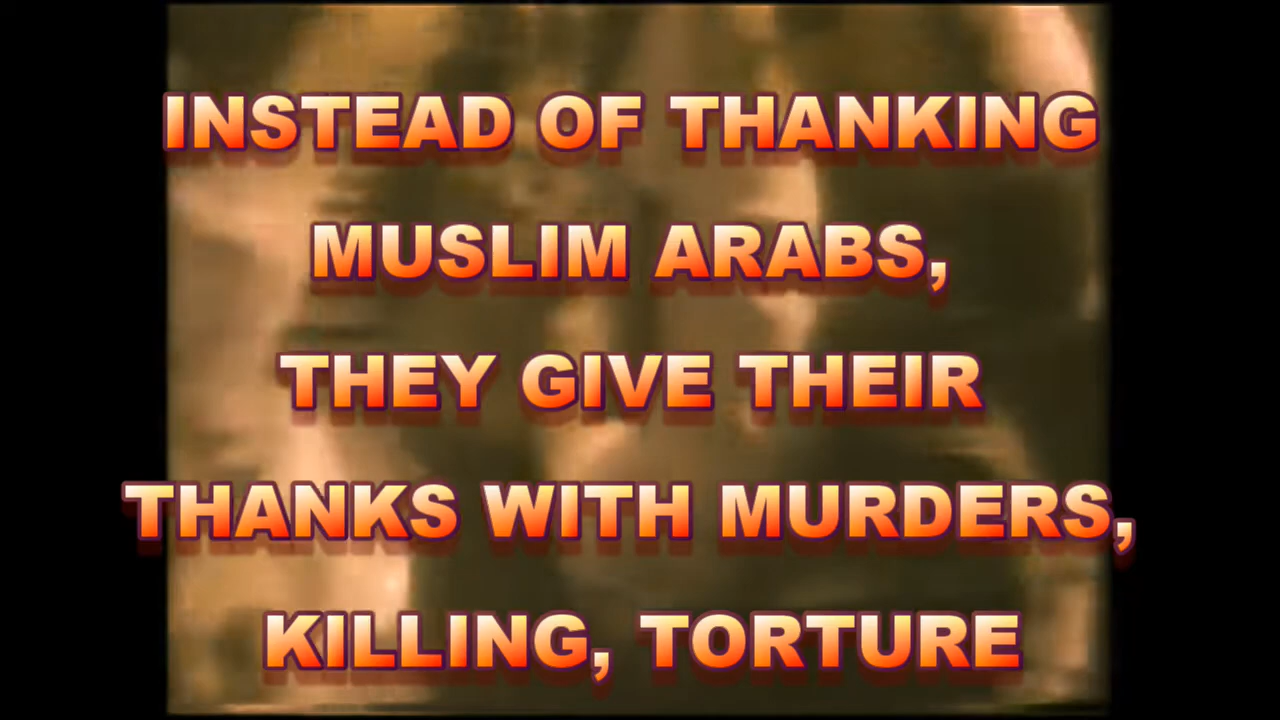 INSTEAD OF THANKING
MUSLIM ARABS,
THEY GIVE THEIR
THANKS WITH MURDERS,
KILLING, TORTURE